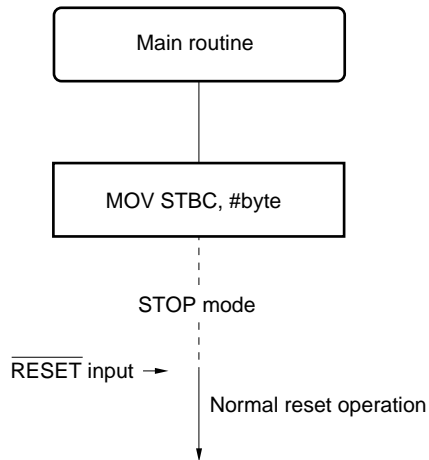 Main routine
MOV STBC, #byte
STOP mode
RESET input
Normal reset operation